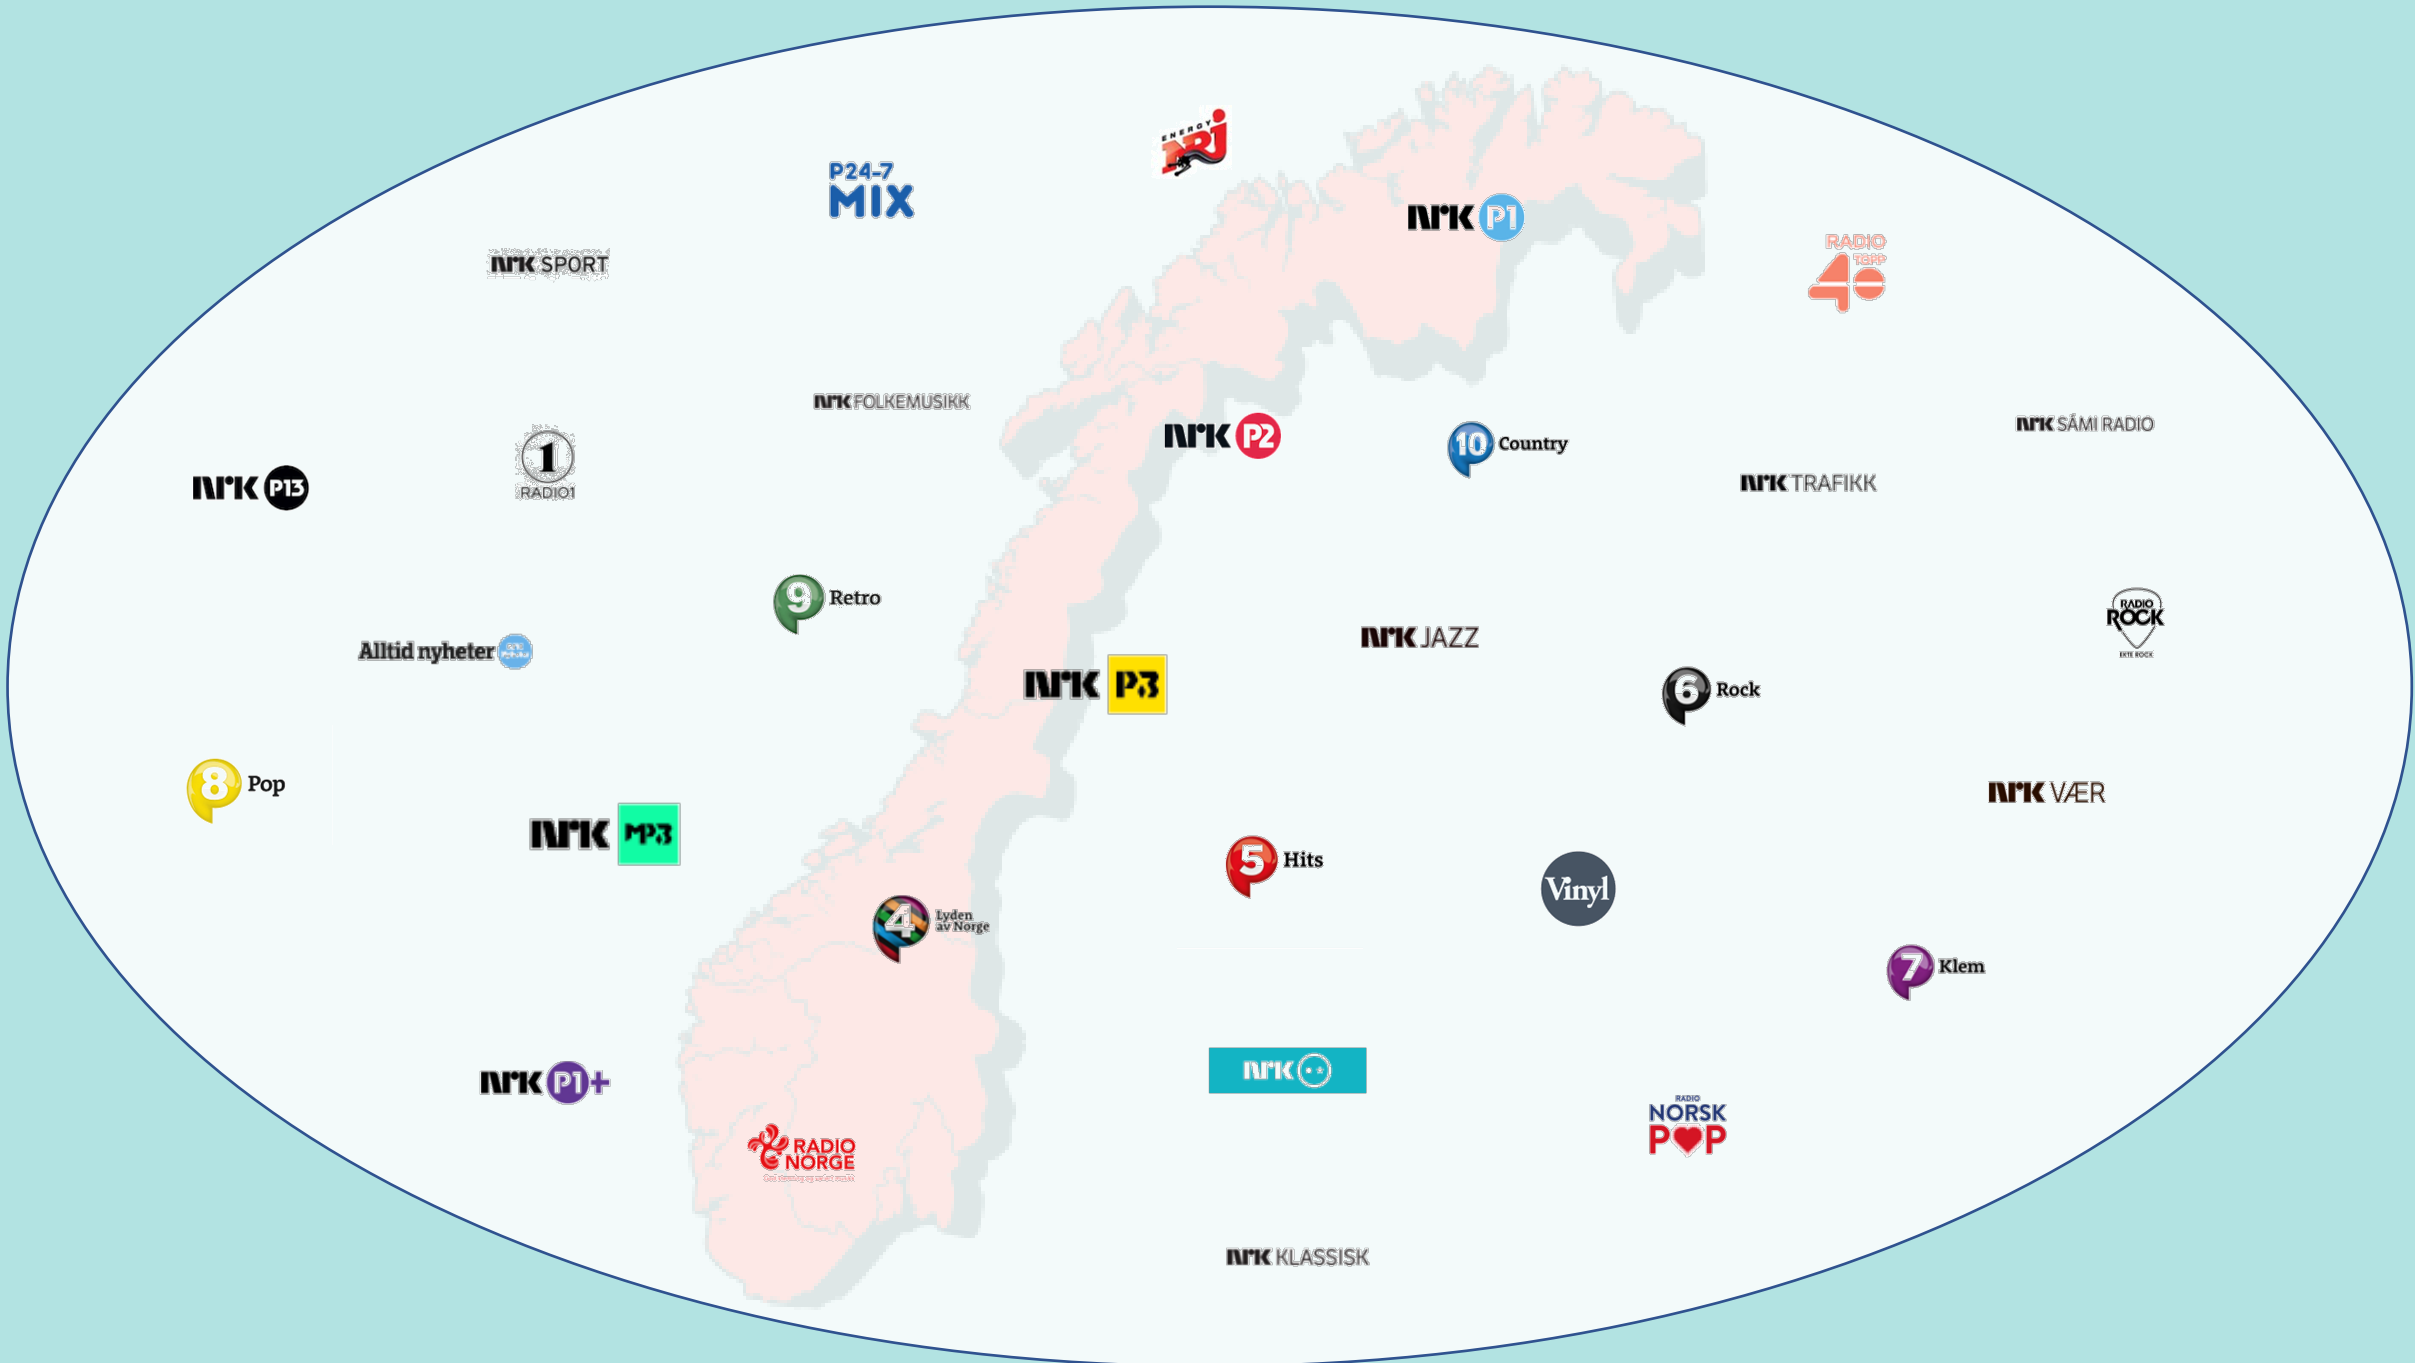 ENERGY
NRJ
P24-7
MIX
NRK P1
RADIO
TOPP
40
NRK SPORT
NRK FOLKEMUSIKK
NRK P2
10 Country
NRK SÁMI RADIO
1
RADIO1
NRK TRAFIKK
NRK P13
9 Retro
RADIO
ROCK
EKTE ROCK
NRK JAZZ
Alltid nyheter
NRK P3
6 Rock
8 Pop
NRK VÆR
NRK MP3
5 Hits
Vinyl
4 Lyden
av Norge
7 Klem
NRK P1+
NRK
RADIO
NORSK
POP
RADIO
NORGE
NRK KLASSISK